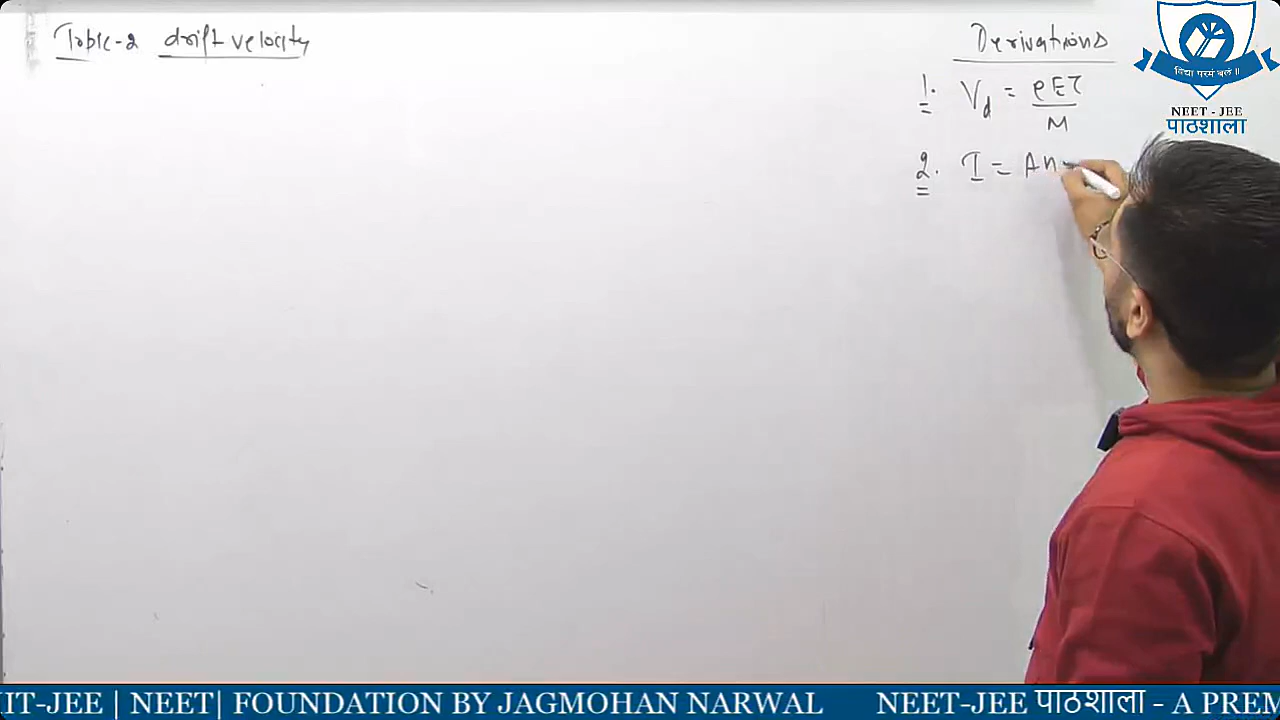 Topic-2 drift velocity
Derivations
1. Vd = eEτ
M
2. I = An
विद्या परमं बलं ॥
NEET - JEE
पाठशाला
IIT-JEE | NEET| FOUNDATION BY JAGMOHAN NARWAL NEET-JEE पाठशाला - A PREM